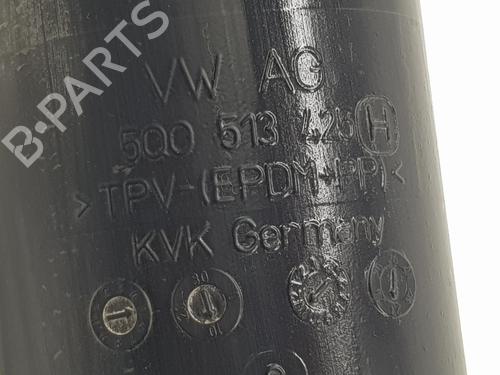 VW AG
5Q0 513 425 H
>TPV-(EPDM+PP)<
KVK Germany
B-PARTS